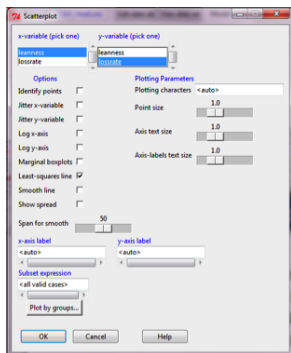 Scatterplot
x-variable (pick one) y-variable (pick one)
leanness leanness
lossrate lossrate
Options Plotting Parameters
Identify points Plotting characters <auto>
Jitter x-variable Point size 1.0
Jitter y-variable
Log x-axis Axis text size 1.0
Log y-axis
Marginal boxplots Axis-labels text size 1.0
Least-squares line
Smooth line
Show spread
Span for smooth 50
x-axis label y-axis label
<auto> <auto>
Subset expression
<all valid cases>
Plot by groups...
OK Cancel Help